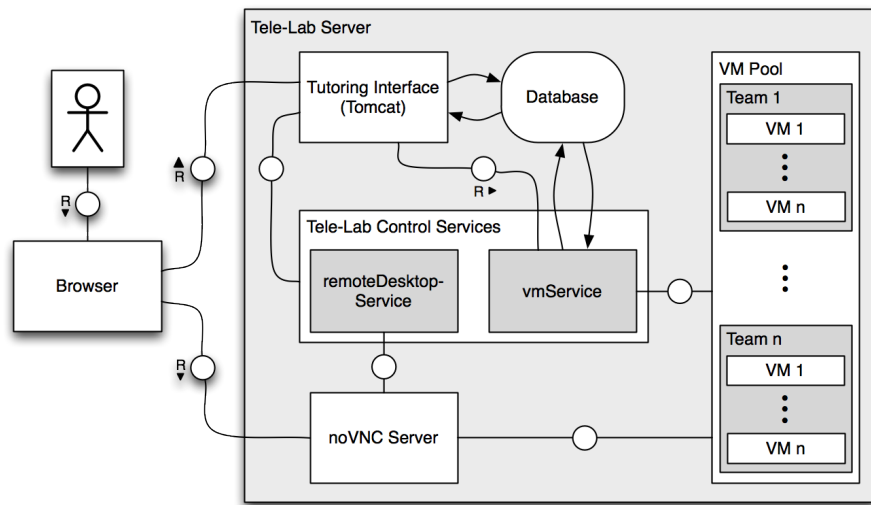 Tele-Lab Server
Tutoring Interface
(Tomcat)
Database
VM Pool
Team 1
VM 1
VM n
R
R
R
Tele-Lab Control Services
remoteDesktop-
Service
vmService
Browser
R
noVNC Server
Team n
VM 1
VM n